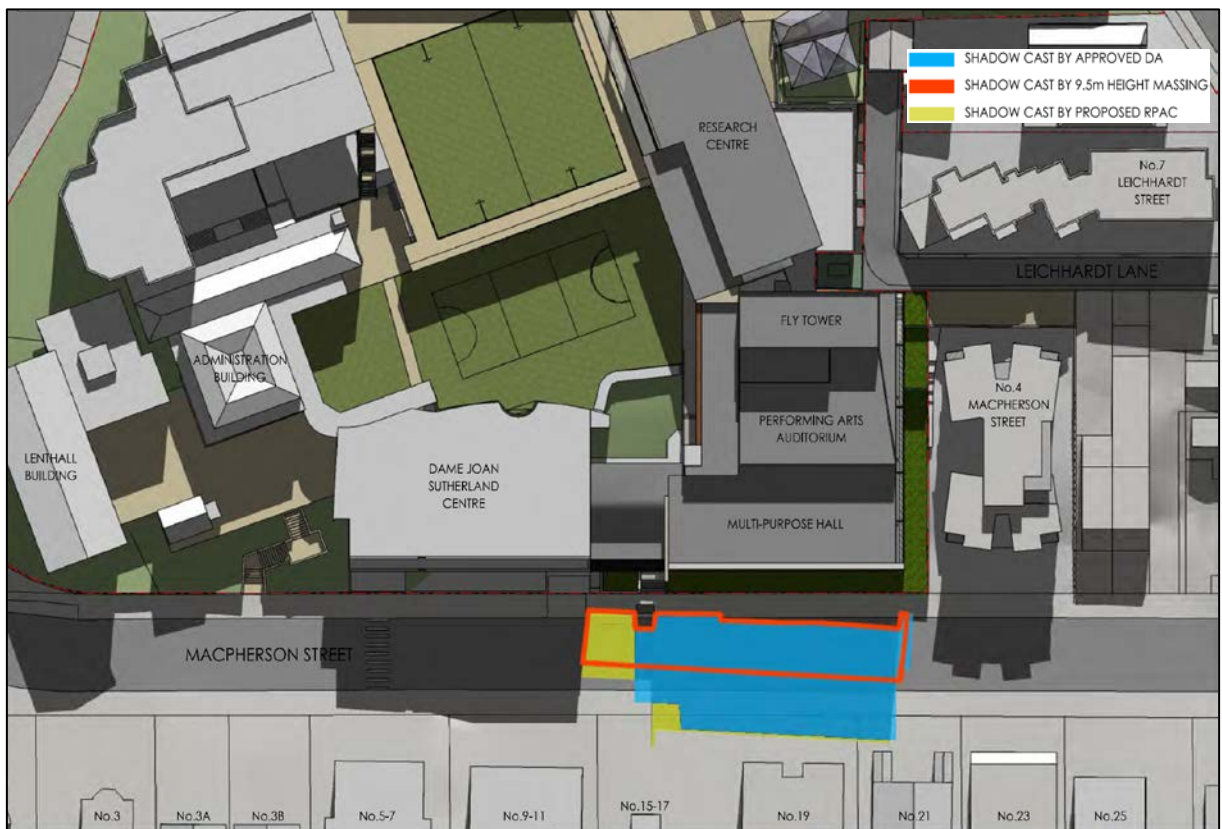 SHADOW CAST BY APPROVED DA
SHADOW CAST BY 9.5m HEIGHT MASSING
SHADOW CAST BY PROPOSED RPAC
RESEARCH
CENTRE
No.7
LEICHHARDT
STREET
LEICHHARDT LANE
FLY TOWER
ADMINISTRATION
BUILDING
No.4
MACPHERSON
STREET
PERFORMING ARTS
AUDITORIUM
LENTHALL
BUILDING
DAME JOAN
SUTHERLAND
CENTRE
MULTI-PURPOSE HALL
MACPHERSON STREET
No.3
No.3A
No.3B
No.5-7
No.9-11
No.15-17
No.19
No.21
No.23
No.25